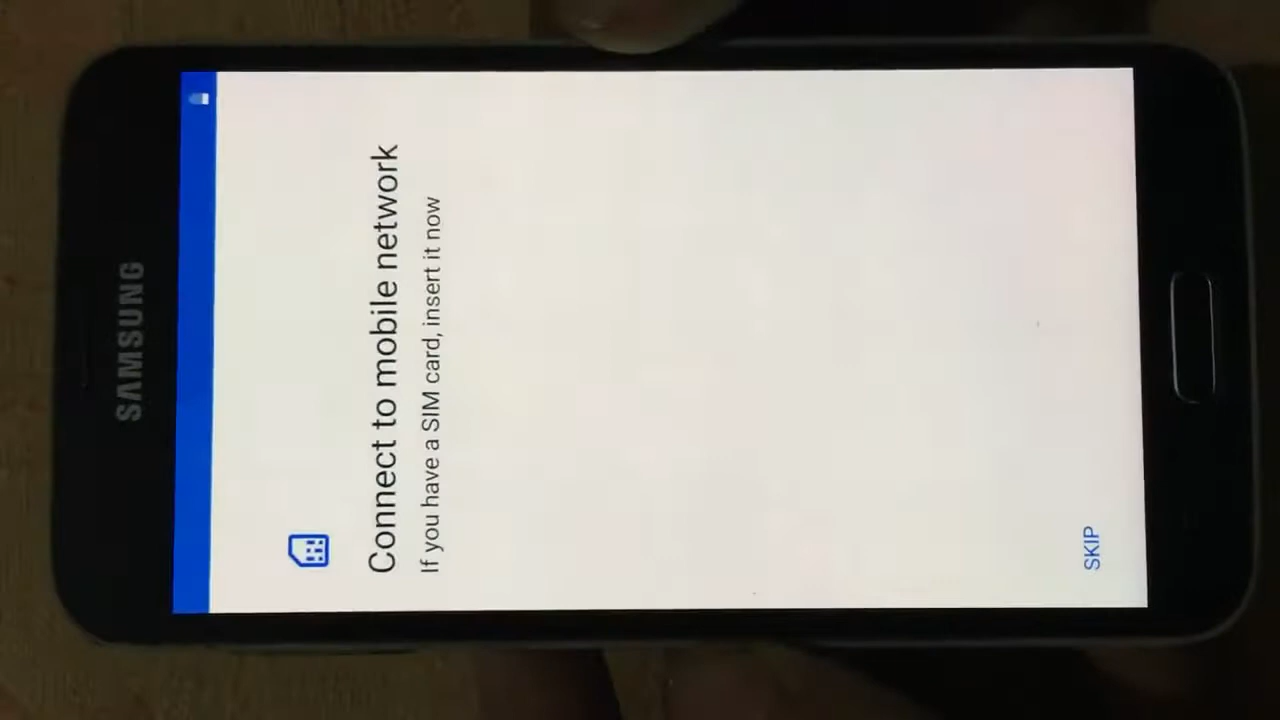 SAMSUNG
Connect to mobile network
If you have a SIM card, insert it now
SKIP